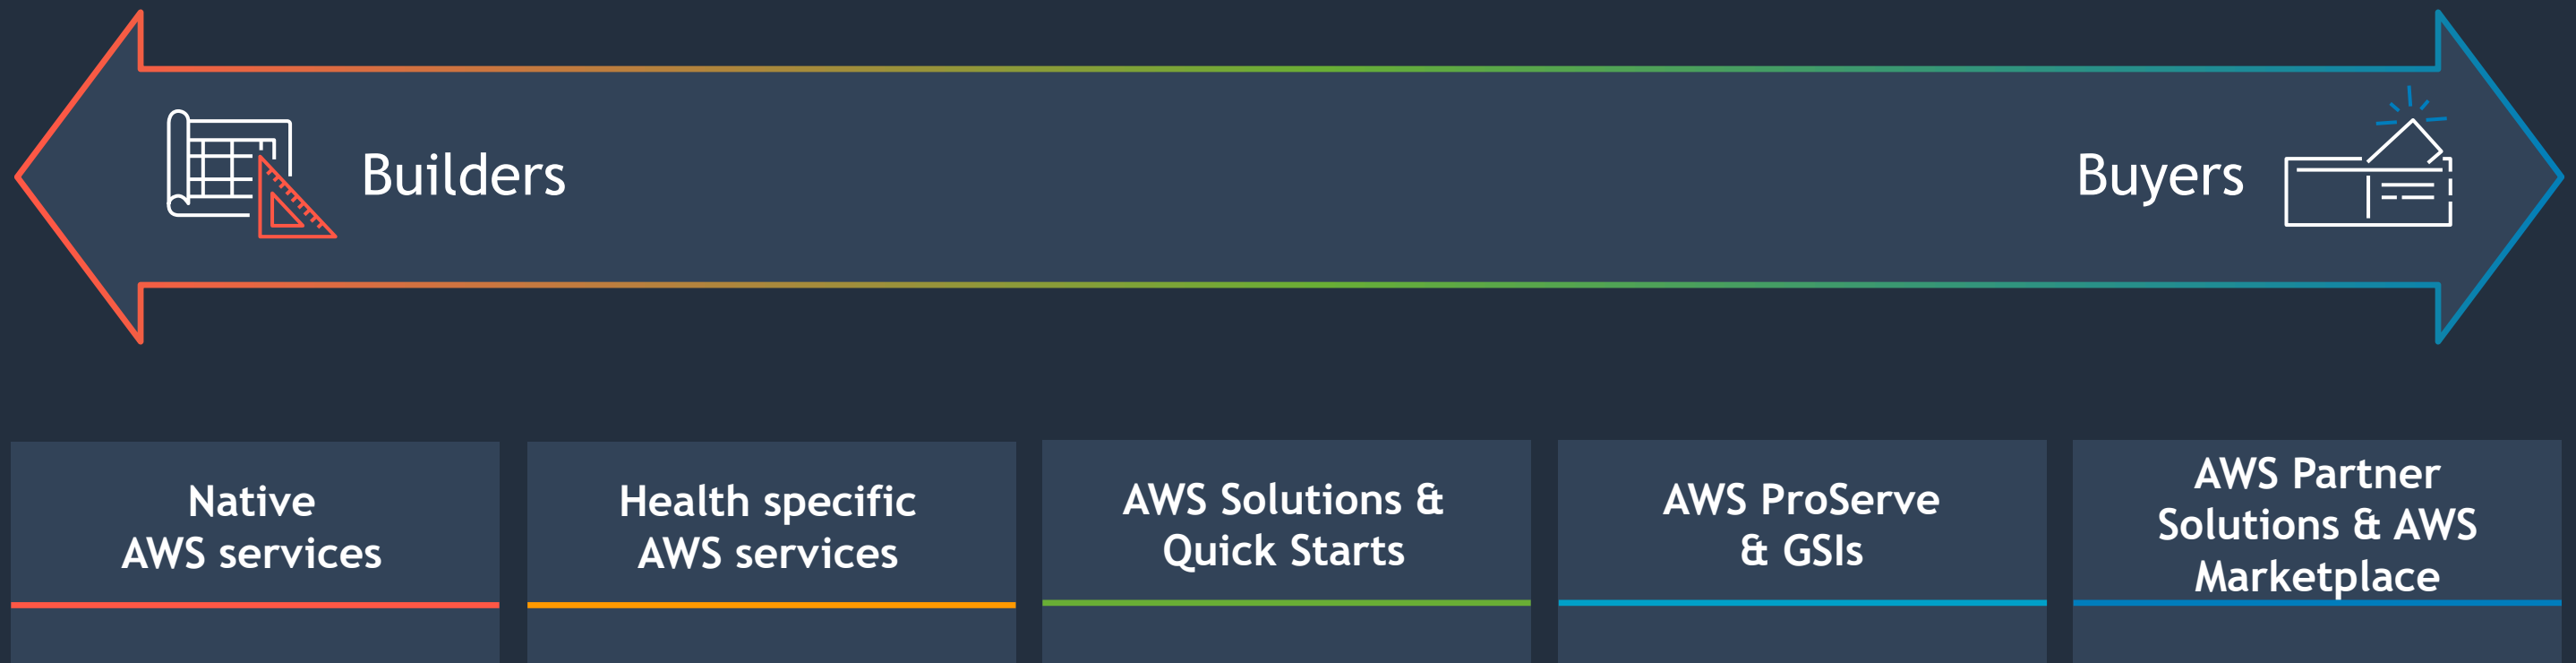 Builders
Buyers
Native
AWS services
Health specific
AWS services
AWS Solutions &
Quick Starts
AWS ProServe
& GSIs
AWS Partner
Solutions & AWS
Marketplace